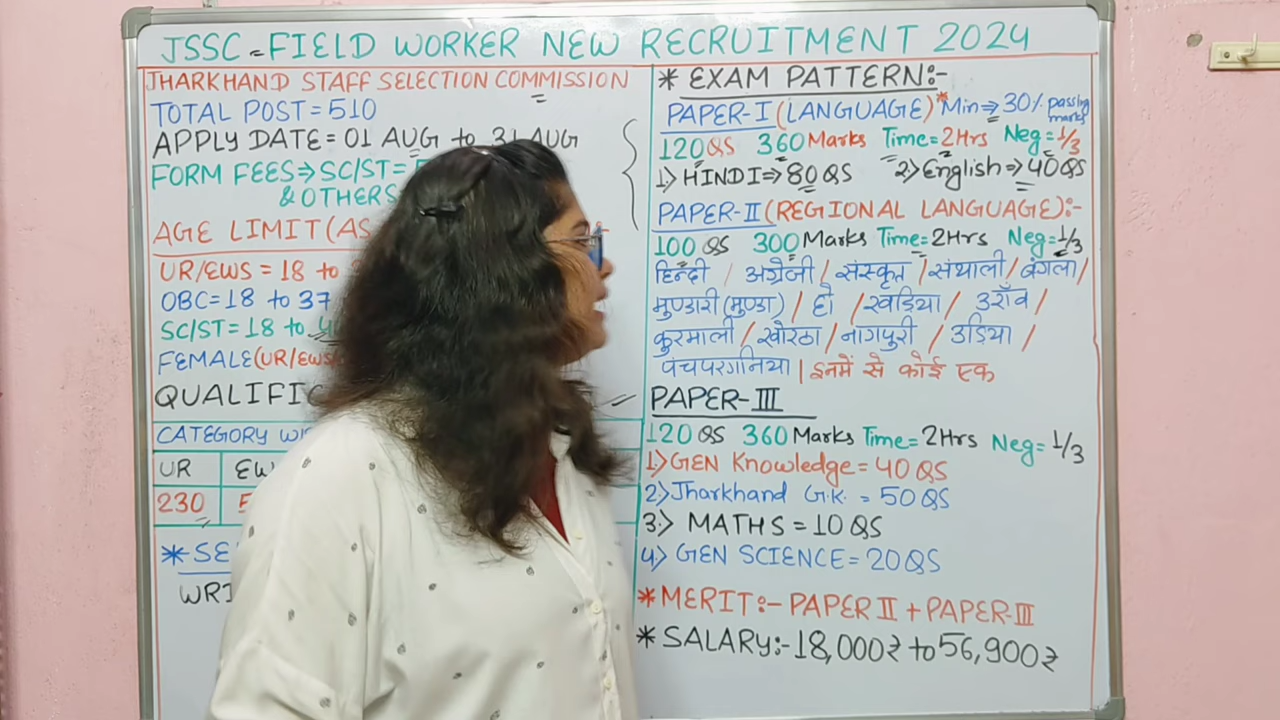 JSSC - FIELD WORKER NEW RECRUITMENT 2024
JHARKHAND STAFF SELECTION COMMISSION
TOTAL POST = 510
APPLY DATE = 01 AUG to 31 AUG
FORM FEES ⇒ SC/ST =
& OTHERS
AGE LIMIT (AS
UR/EWS = 18 to
OBC = 18 to 37
SC/ST = 18 to
FEMALE (UR/EWS
CATEGORY
UR
230
* EXAM PATTERN:-
PAPER-I (LANGUAGE) * Min ⇒ 30% passing marks
120 QS 360 Marks Time = 2Hrs Neg = 1/3
1) HINDI ⇒ 80 QS 2) English ⇒ 40 QS
PAPER-II (REGIONAL LANGUAGE):-
100 QS 300 Marks Time = 2Hrs Neg = 1/3
हिन्दी / अंग्रेजी / संस्कृत / संथाली / बंगला /
मुण्डारी (मुण्डा) / हो / खड़िया / उराँव /
कुरमाली / खोरठा / नागपुरी / उडिया /
पंचपरगनिया | इनमें से कोई एक
PAPER-III
120 QS 360 Marks Time = 2Hrs Neg = 1/3
1) GEN Knowledge = 40 QS
2) Jharkhand G.K. = 50 QS
3.) MATHS = 10 QS
4) GEN SCIENCE = 20 QS
* MERIT:- PAPER II + PAPER-III
* SALARY:- 18,000₹ to 56,900₹